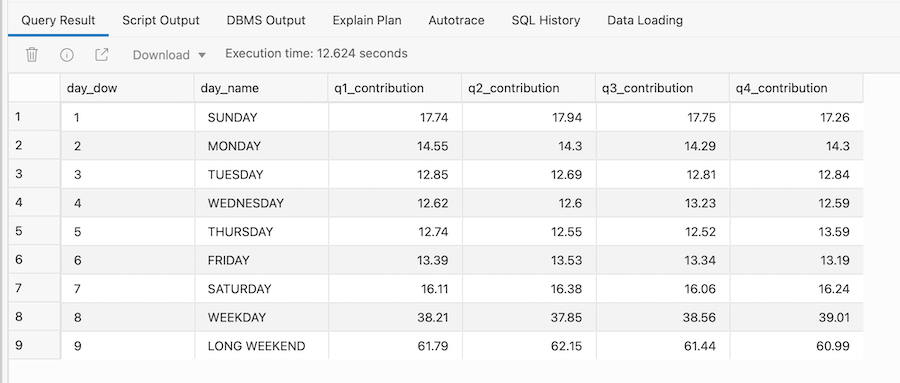 Query Result Script Output DBMS Output Explain Plan Autotrace SQL History Data Loading
Download Execution time: 12.624 seconds
day_dow day_name q1_contribution q2_contribution q3_contribution q4_contribution
1 1 SUNDAY 17.74 17.94 17.75 17.26
2 2 MONDAY 14.55 14.3 14.29 14.3
3 3 TUESDAY 12.85 12.69 12.81 12.84
4 4 WEDNESDAY 12.62 12.6 13.23 12.59
5 5 THURSDAY 12.74 12.55 12.52 13.59
6 6 FRIDAY 13.39 13.53 13.34 13.19
7 7 SATURDAY 16.11 16.38 16.06 16.24
8 8 WEEKDAY 38.21 37.85 38.56 39.01
9 9 LONG WEEKEND 61.79 62.15 61.44 60.99